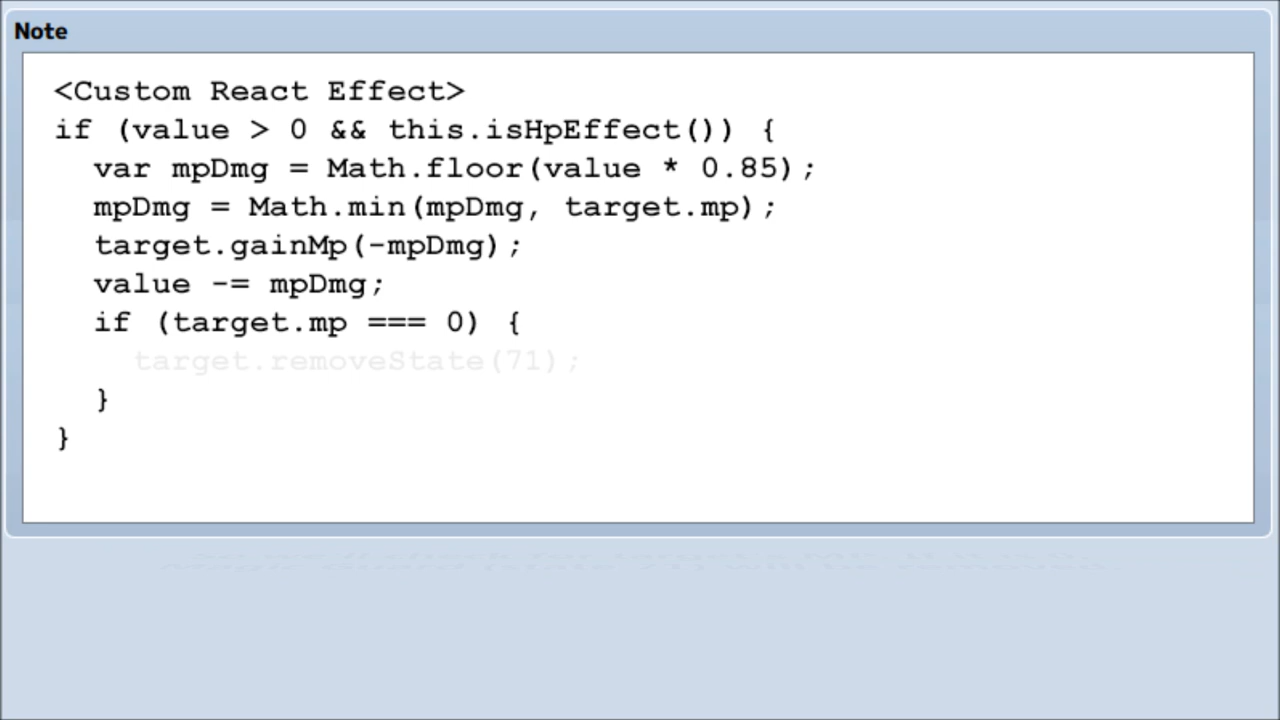 Note
<Custom React Effect>
if (value > 0 && this.isHpEffect()) {
  var mpDmg = Math.floor(value * 0.85);
  mpDmg = Math.min(mpDmg, target.mp);
  target.gainMp(-mpDmg);
  value -= mpDmg;
  if (target.mp === 0) {
    target.removeState(71);
  }
}